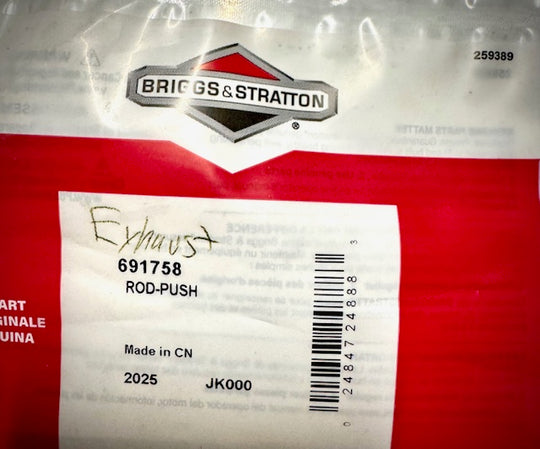 259389
BRIGGS & STRATTON
®
Exhaust
691758
ROD-PUSH
ART
GINALE
UINA
Made in CN
2025 JK000
0 24847 24888 3